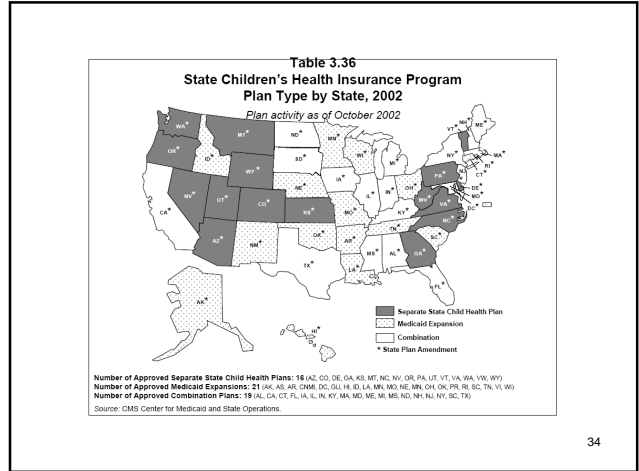 Table 3.36
State Children's Health Insurance Program
Plan Type by State, 2002
Plan activity as of October 2002
WA*
MT*
ND*
MN*
VT*
NH*
ME*
OR*
ID*
SD*
WI*
MI*
NY*
MA*
RI
CT*
WY*
NE*
IA*
PA*
NJ
NV*
UT*
CO*
KS*
MO*
IL*
IN*
OH*
WV*
VA*
DE*
MD*
DC*
CA*
KY*
NC*
AZ*
NM*
OK*
AR*
TN*
SC*
TX*
LA*
MS*
AL*
GA*
FL*
AK*
HI*
Separate State Child Health Plan
Medicaid Expansion
Combination
* State Plan Amendment
Number of Approved Separate State Child Health Plans: 16 (AZ, CO, DE, GA, KS, MT, NC, NV, OR, PA, UT, VT, VA, WA, VW, WY)
Number of Approved Medicaid Expansions: 21 (AK, AS, AR, CNMI, DC, GU, HI, ID, LA, MN, MO, NE, MN, OH, OK, PR, RI, SC, TN, VI, WI)
Number of Approved Combination Plans: 19 (AL, CA, CT, FL, IA, IL, IN, KY, MA, MD, ME, MI, MS, ND, NH, NJ, NY, SC, TX)
Source: CMS Center for Medicaid and State Operations.
34